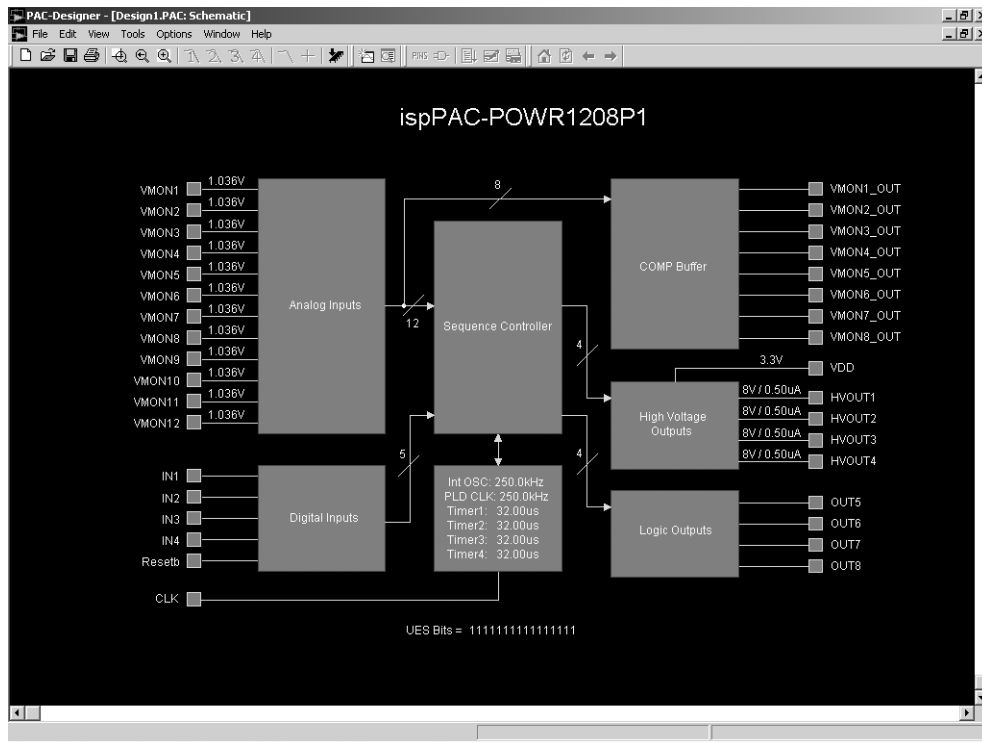 PAC-Designer - [Design1.PAC: Schematic]
File Edit View Tools Options Window Help
PINS
ispPAC-POWR1208P1
VMON1 1.036V
VMON2 1.036V
VMON3 1.036V
VMON4 1.036V
VMON5 1.036V
VMON6 1.036V
VMON7 1.036V
VMON8 1.036V
VMON9 1.036V
VMON10 1.036V
VMON11 1.036V
VMON12 1.036V
Analog Inputs
8
12
Sequence Controller
COMP Buffer
VMON1_OUT
VMON2_OUT
VMON3_OUT
VMON4_OUT
VMON5_OUT
VMON6_OUT
VMON7_OUT
VMON8_OUT
4
3.3V VDD
High Voltage
Outputs
8V / 0.50uA HVOUT1
8V / 0.50uA HVOUT2
8V / 0.50uA HVOUT3
8V / 0.50uA HVOUT4
IN1
IN2
IN3
IN4
Resetb
Digital Inputs
5
Int OSC: 250.0kHz
PLD CLK: 250.0kHz
Timer1: 32.00us
Timer2: 32.00us
Timer3: 32.00us
Timer4: 32.00us
4
Logic Outputs
OUT5
OUT6
OUT7
OUT8
CLK
UES Bits = 1111111111111111